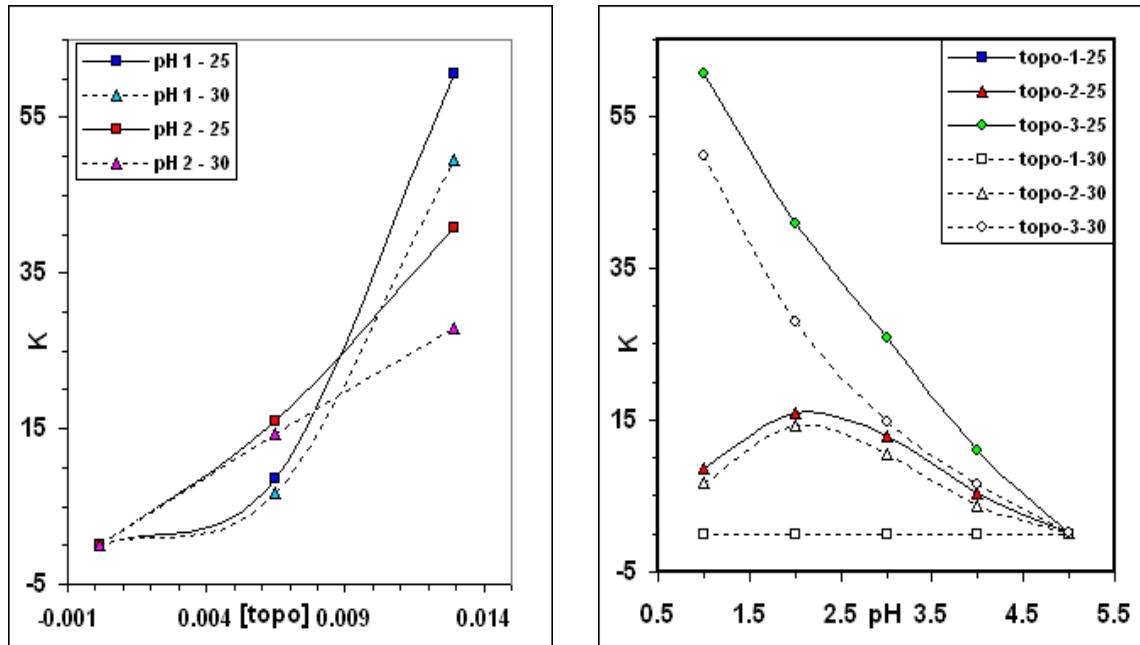 pH 1 - 25
pH 1 - 30
pH 2 - 25
pH 2 - 30
55
35
15
-5
K
-0.001
0.004
[topo]
0.009
0.014
topo-1-25
topo-2-25
topo-3-25
topo-1-30
topo-2-30
topo-3-30
55
35
15
-5
K
0.5
1.5
2.5
pH
3.5
4.5
5.5